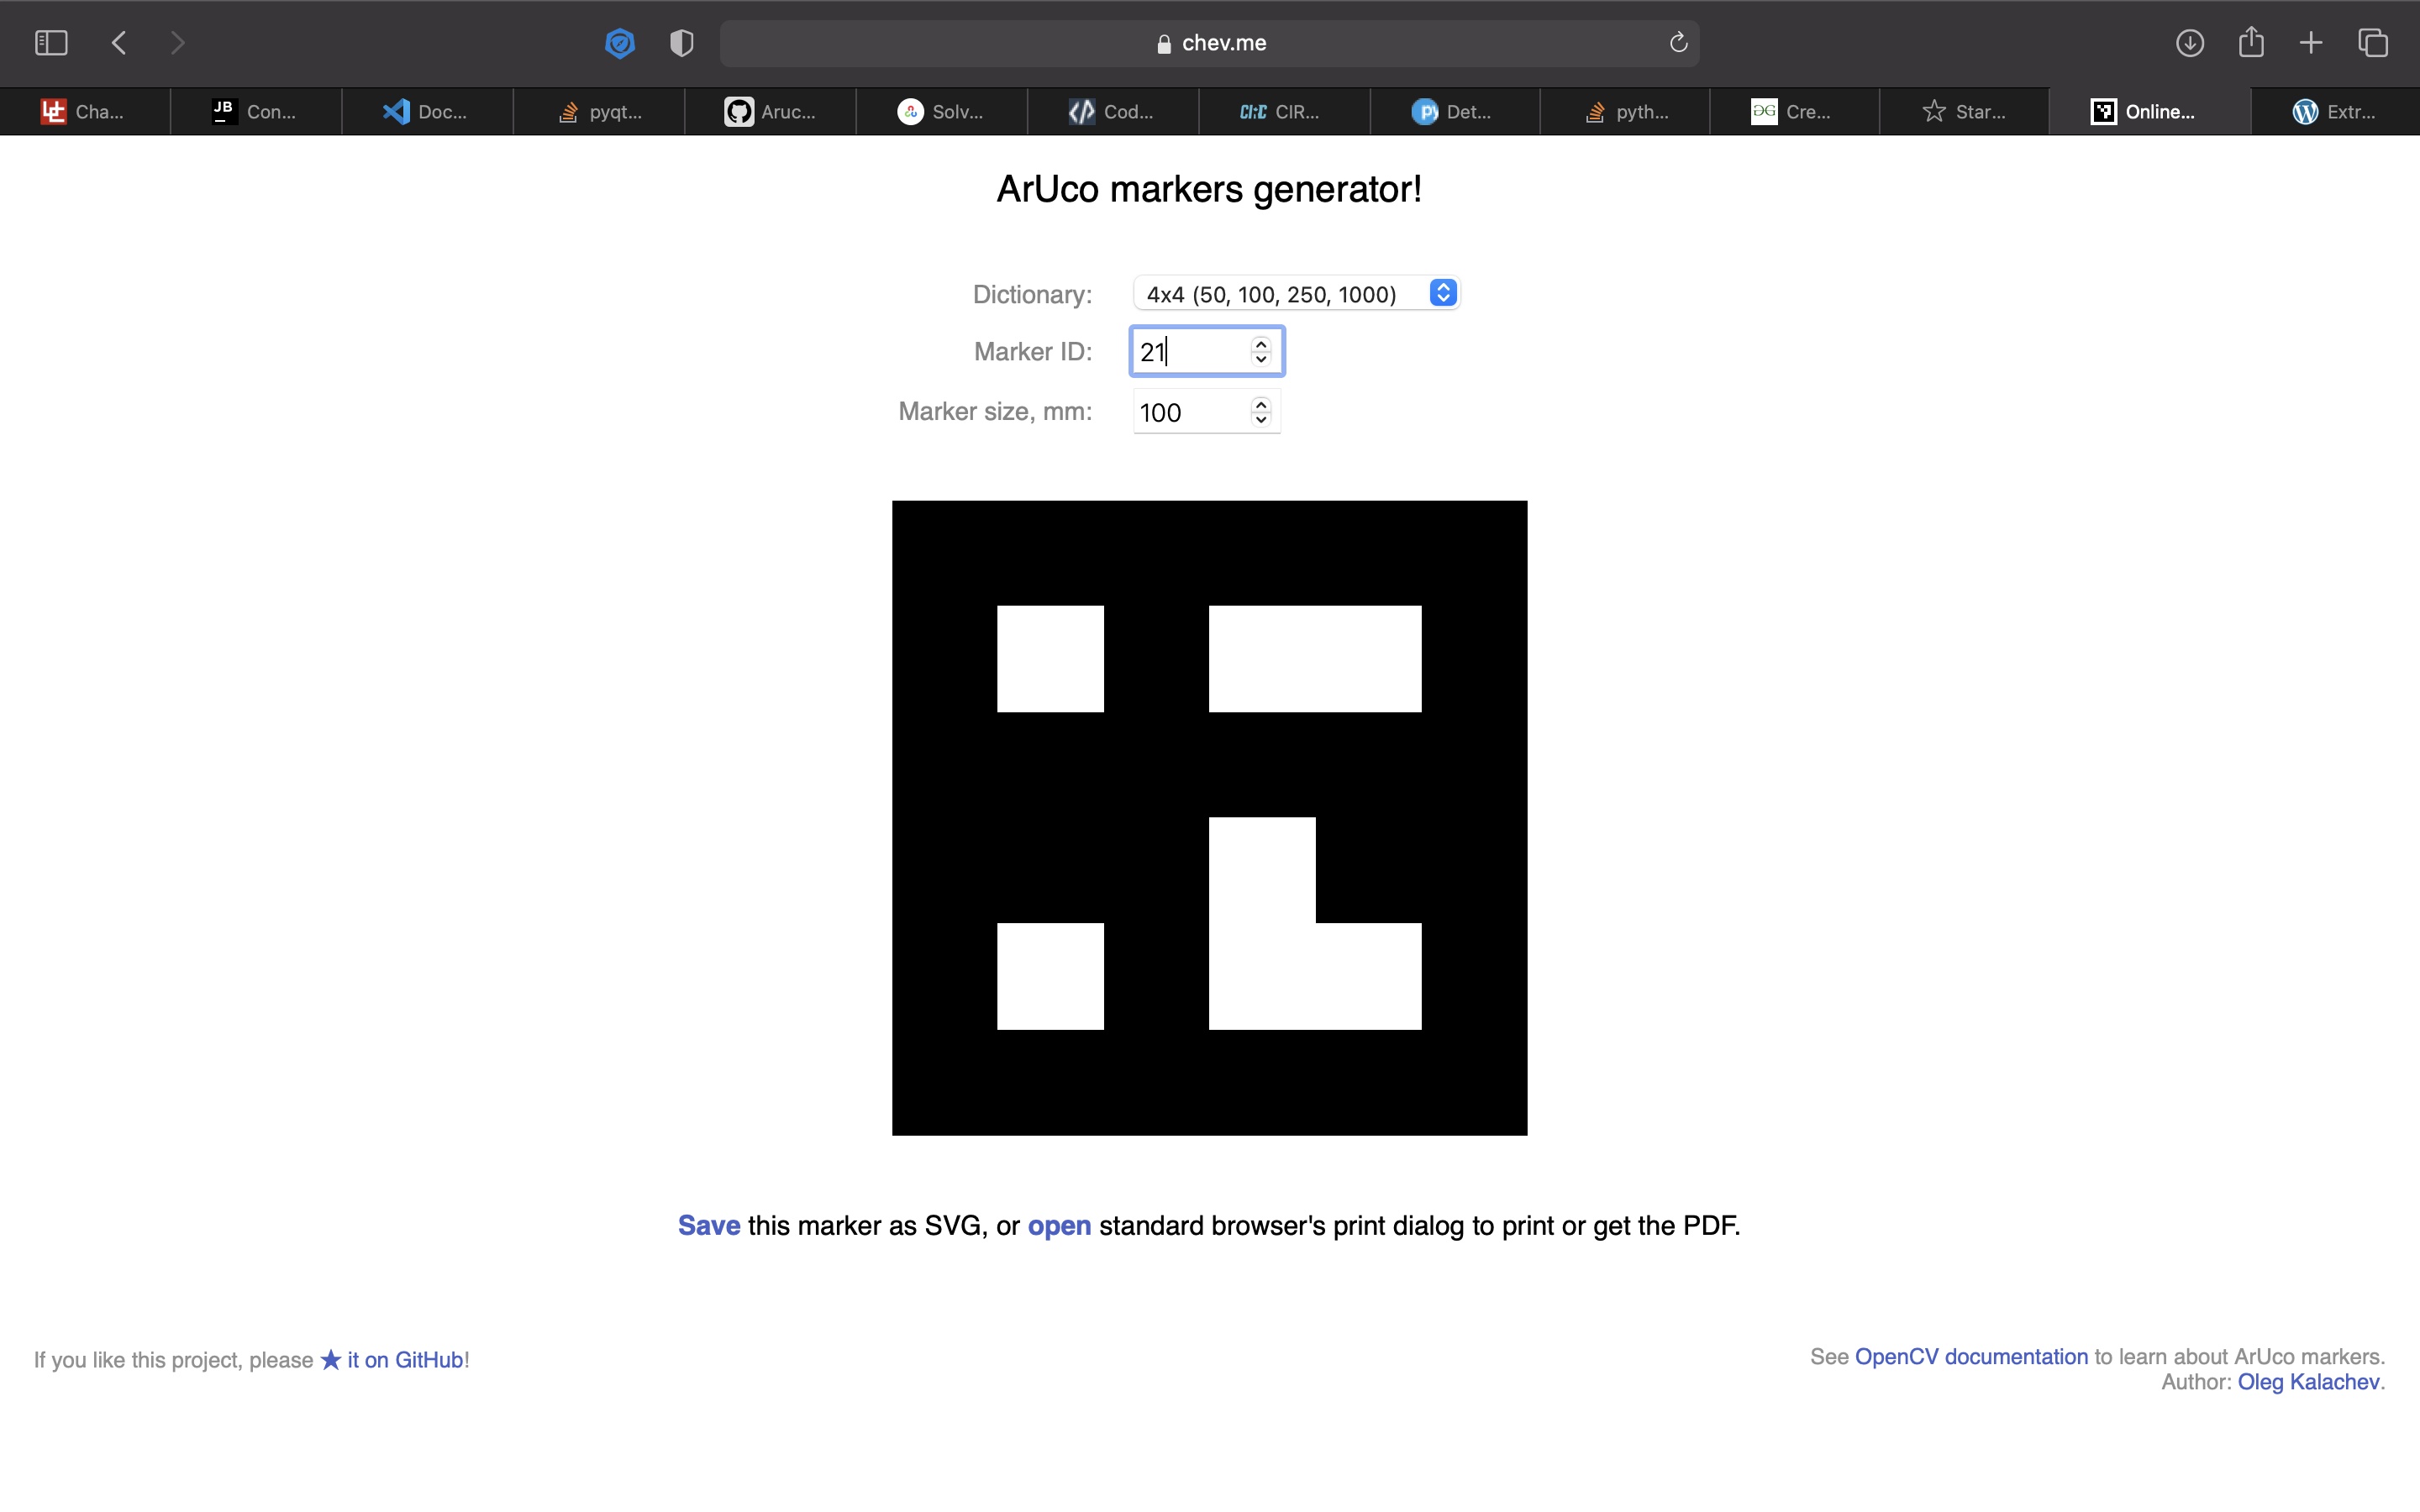 chev.me
Cha... JB Con... Doc... pyqt... Aruc... Solv... Cod... CIR... Det... pyth... Cre... Star... Online... Extr...
ArUco markers generator!
Dictionary: 4x4 (50, 100, 250, 1000)
Marker ID: 21
Marker size, mm: 100
Save this marker as SVG, or open standard browser's print dialog to print or get the PDF.
If you like this project, please ★ it on GitHub!
See OpenCV documentation to learn about ArUco markers.
Author: Oleg Kalachev.